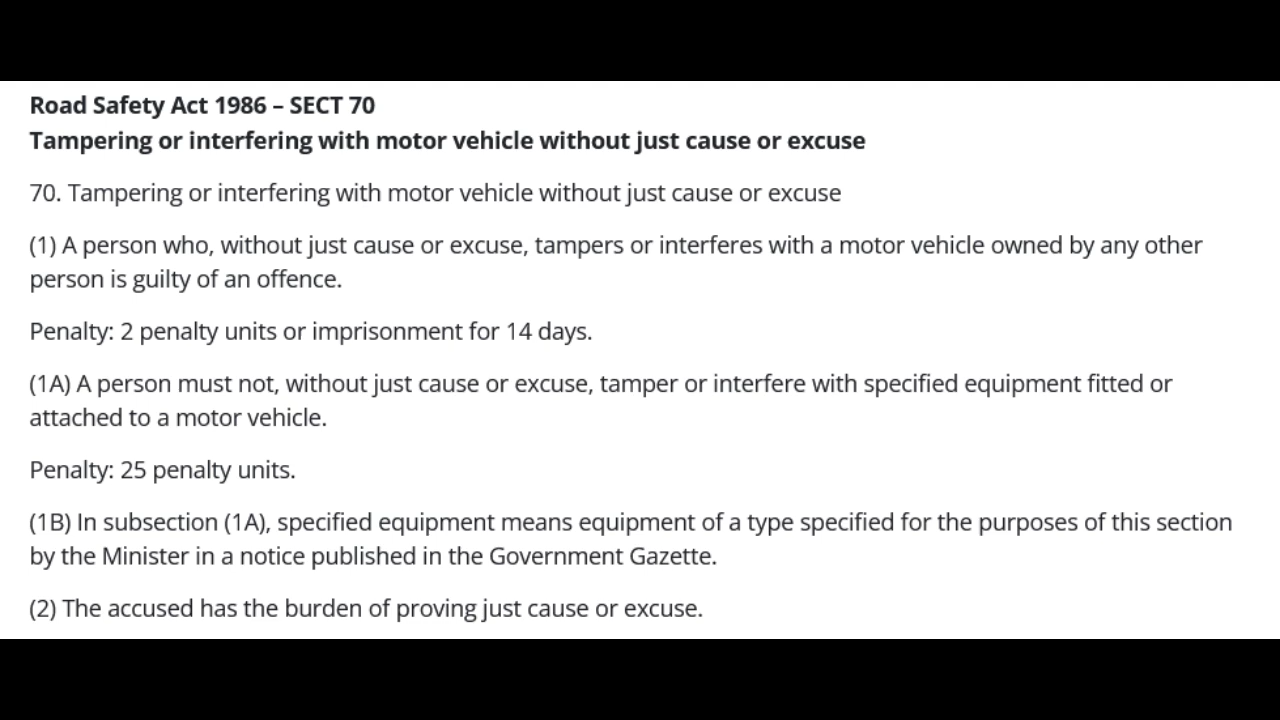 Road Safety Act 1986 – SECT 70
Tampering or interfering with motor vehicle without just cause or excuse
70. Tampering or interfering with motor vehicle without just cause or excuse
(1) A person who, without just cause or excuse, tampers or interferes with a motor vehicle owned by any other
person is guilty of an offence.
Penalty: 2 penalty units or imprisonment for 14 days.
(1A) A person must not, without just cause or excuse, tamper or interfere with specified equipment fitted or
attached to a motor vehicle.
Penalty: 25 penalty units.
(1B) In subsection (1A), specified equipment means equipment of a type specified for the purposes of this section
by the Minister in a notice published in the Government Gazette.
(2) The accused has the burden of proving just cause or excuse.